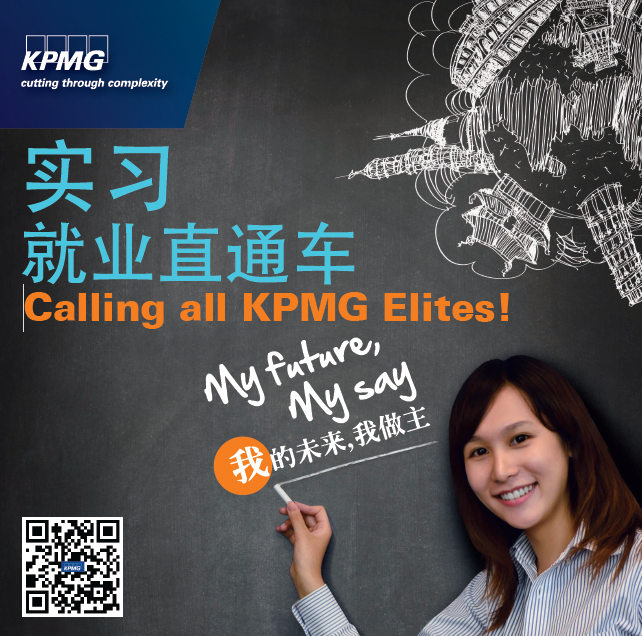 KPMG
cutting through complexity
实习
就业直通车
Calling all KPMG Elites!
My future,
My say
我的未来,我做主
KPMG